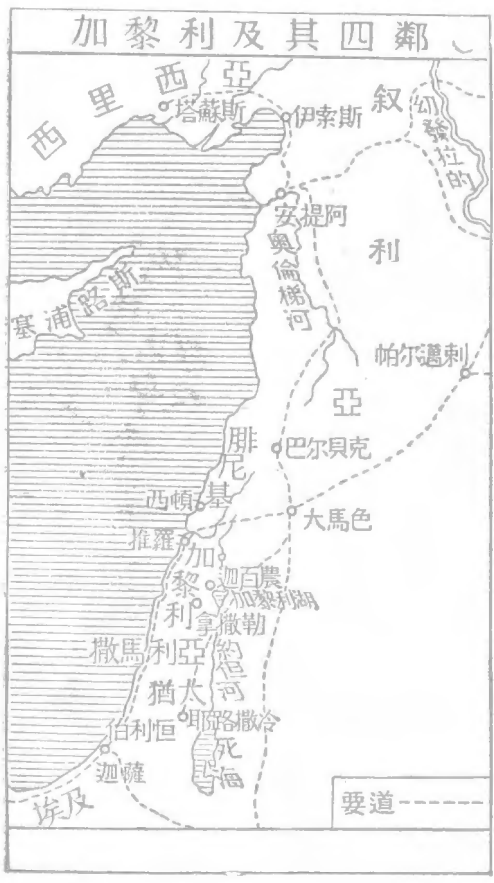 加黎利及其四鄰
西里西亞
塔蘇斯
伊索斯
叙利亞
幼發拉的
安提阿
奧倫梯河
塞浦路斯
帕尔邁剌
腓尼基
巴尔貝克
西頓
大馬色
推羅
加黎利
迦百農
加黎利湖
拿撒勒
撒馬利亞
約但河
猶太
耶路撒冷
伯利恒
死海
迦薩
埃及
要道